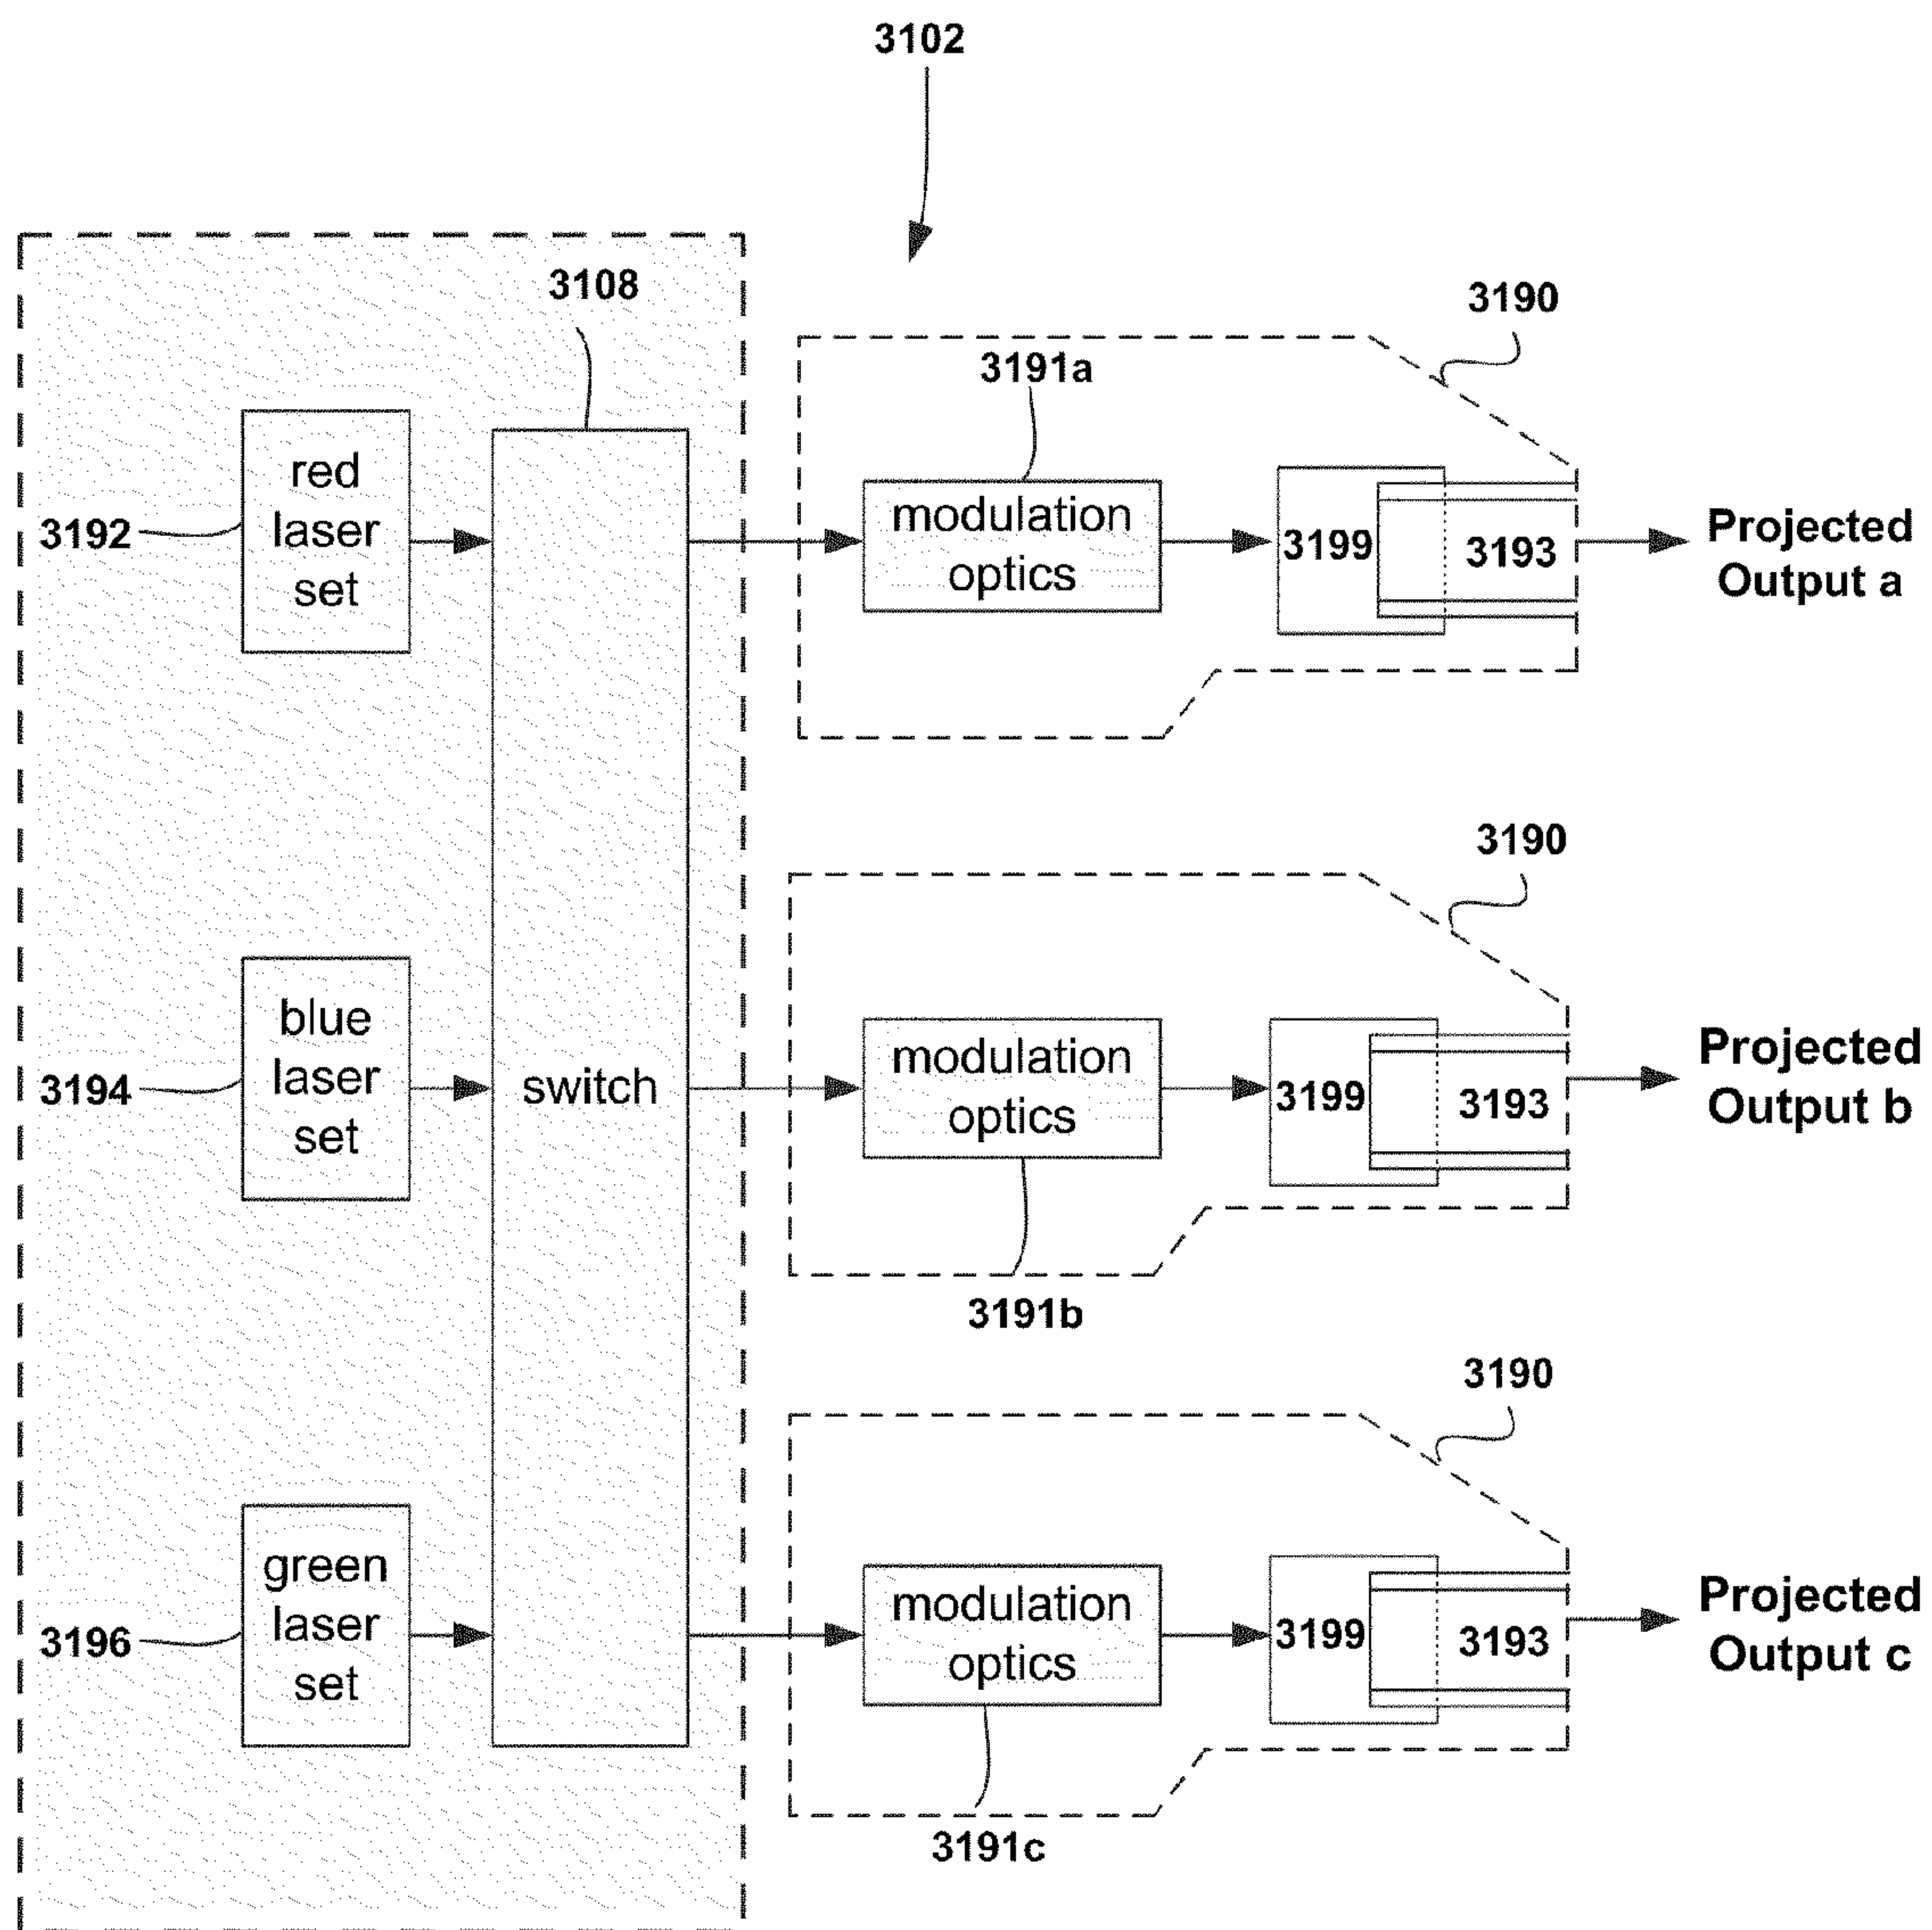 3102
3108
3190
3191a
red
laser
set
3192
modulation
optics
3199
3193
Projected
Output a
3190
blue
laser
set
3194
switch
modulation
optics
3199
3193
Projected
Output b
3191b
3190
green
laser
set
3196
modulation
optics
3199
3193
Projected
Output c
3191c